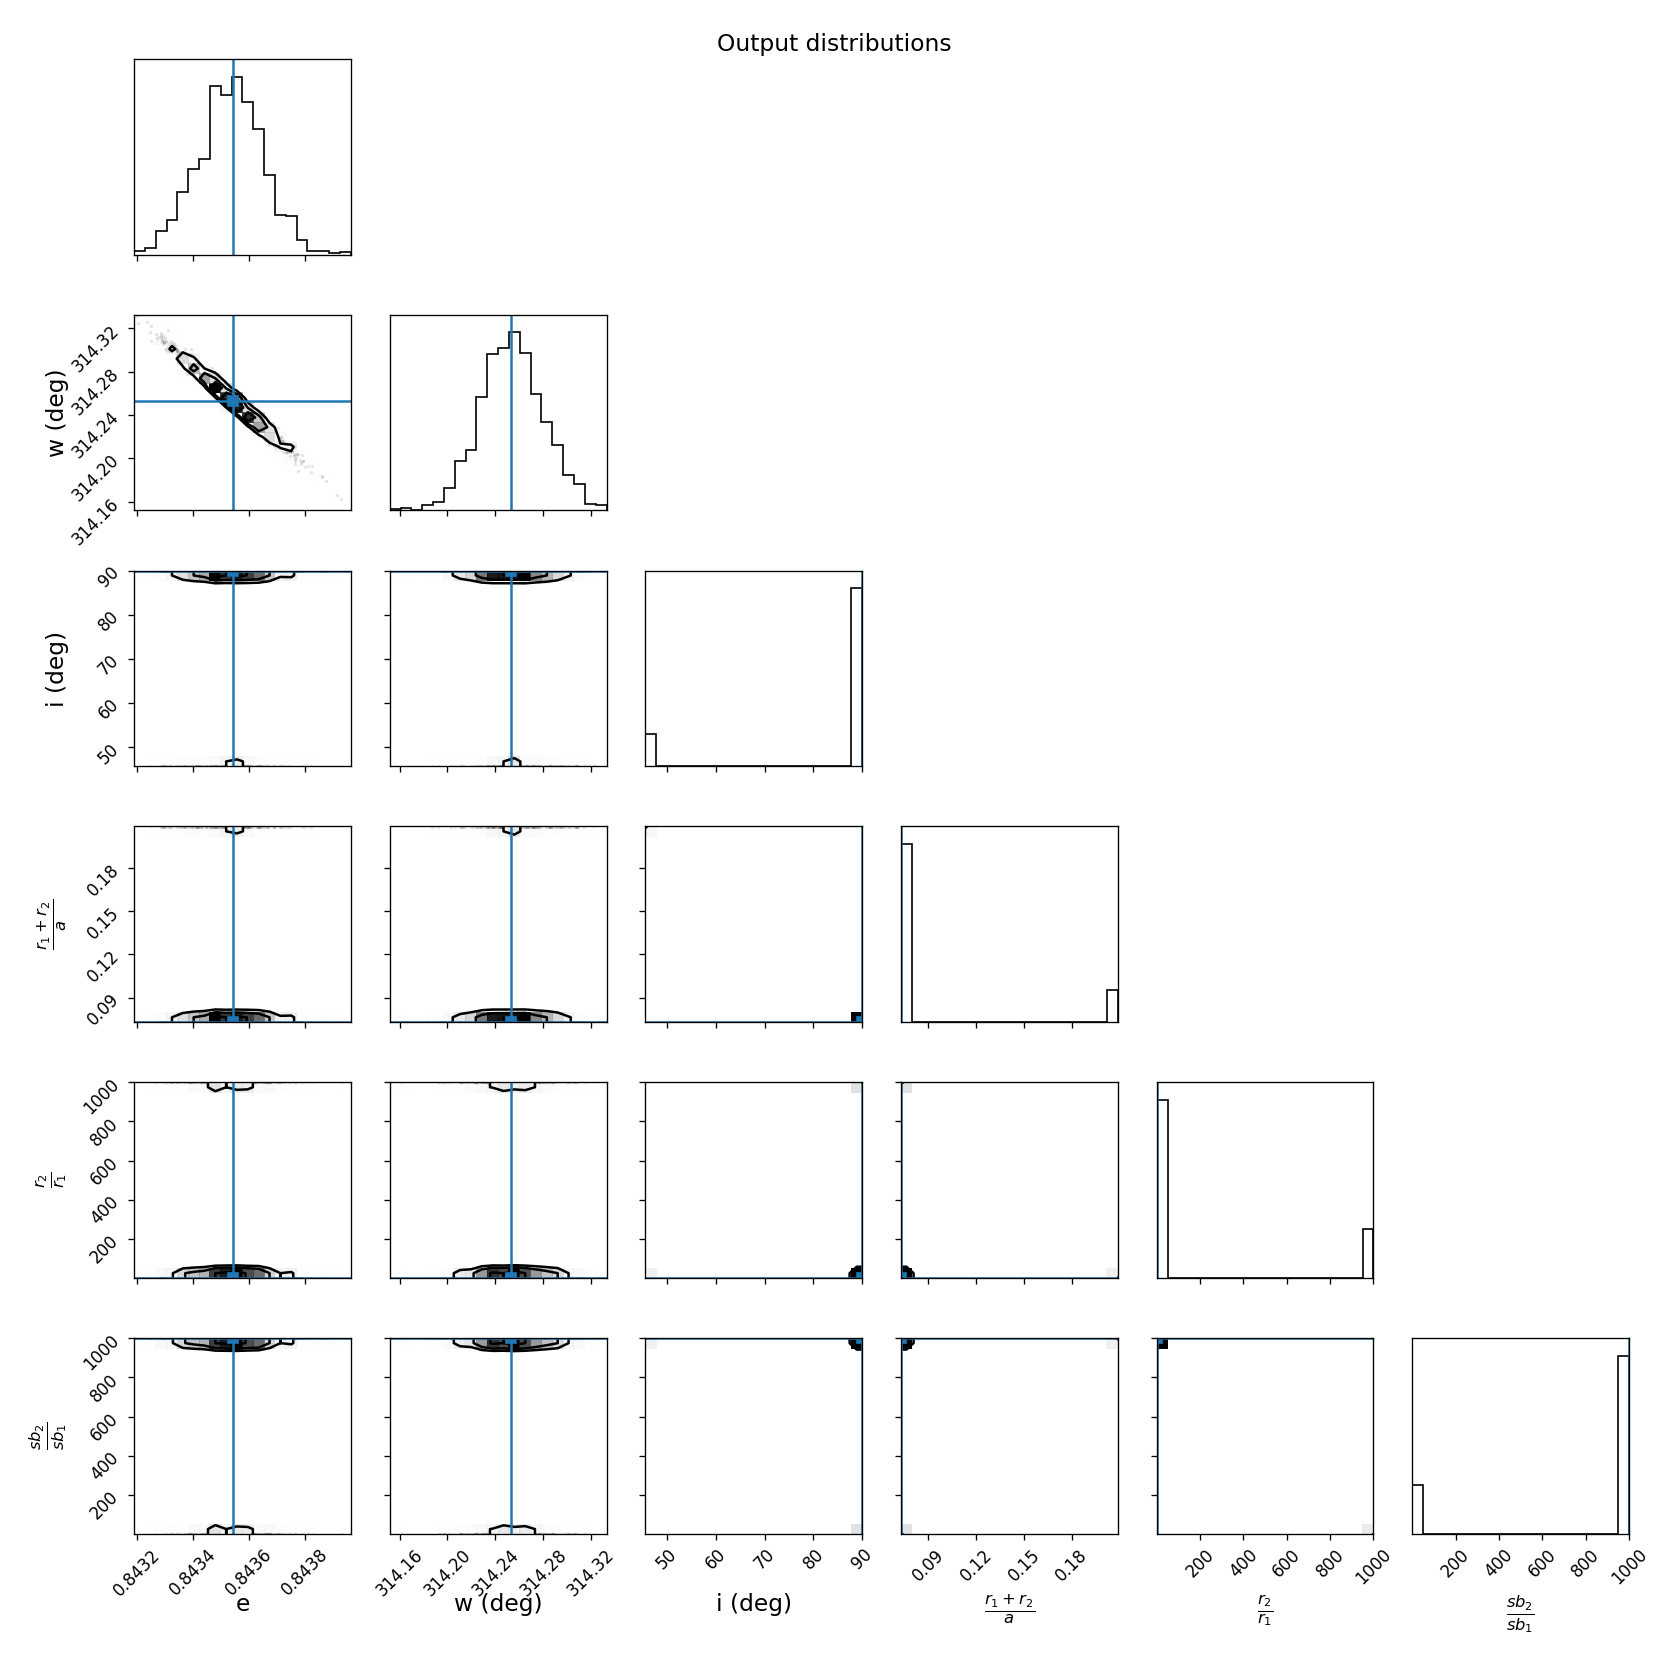 Output distributions
w (deg)
314.32
314.28
314.24
314.20
314.16
i (deg)
90
80
70
60
50
r₁ + r₂
a
0.18
0.15
0.12
0.09
r₂
r₁
1000
800
600
400
200
sb₂
sb₁
1000
800
600
400
200
0.8432 0.8434 0.8436 0.8438
314.16 314.20 314.24 314.28 314.32
50 60 70 80 90
0.09 0.12 0.15 0.18
200 400 600 800 1000
200 400 600 800 1000
e
w (deg)
i (deg)
r₁ + r₂
a
r₂
r₁
sb₂
sb₁